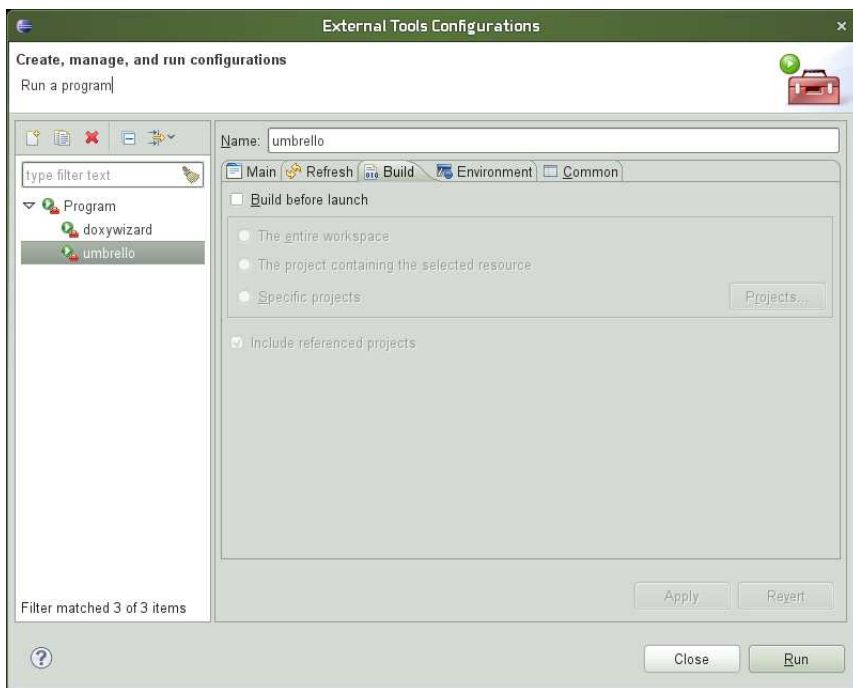 External Tools Configurations
Create, manage, and run configurations
Run a program
Name: umbrello
type filter text
Program
doxywizard
umbrello
Filter matched 3 of 3 items
Main Refresh Build Environment Common
Build before launch
The entire workspace
The project containing the selected resource
Specific projects Projects...
Include referenced projects
Apply Revert
Close Run